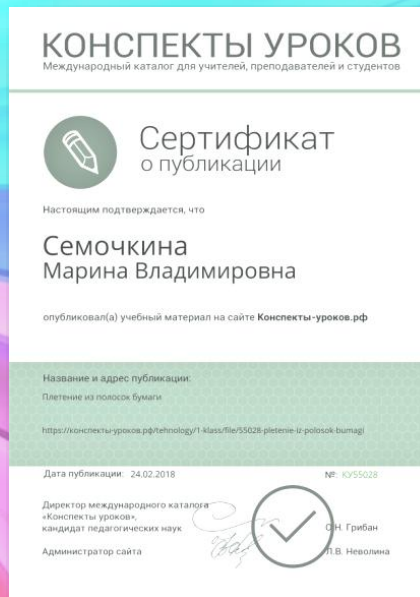 КОНСПЕКТЫ УРОКОВ
Международный каталог для учителей, преподавателей и студентов
Сертификат
о публикации
Настоящим подтверждается, что
Семочкина
Марина Владимировна
опубликовал(а) учебный материал на сайте Конспекты-уроков.рф
Название и адрес публикации:
Плетение из полосок бумаги
https://конспекты-уроков.рф/tehnology/1-klass/file/55028-pletenie-iz-polosok-bumagi
Дата публикации: 24.02.2018 №: КУ55028
Директор международного каталога
«Конспекты уроков»,
кандидат педагогических наук О.Н. Грибан
Администратор сайта Л.В. Неволина